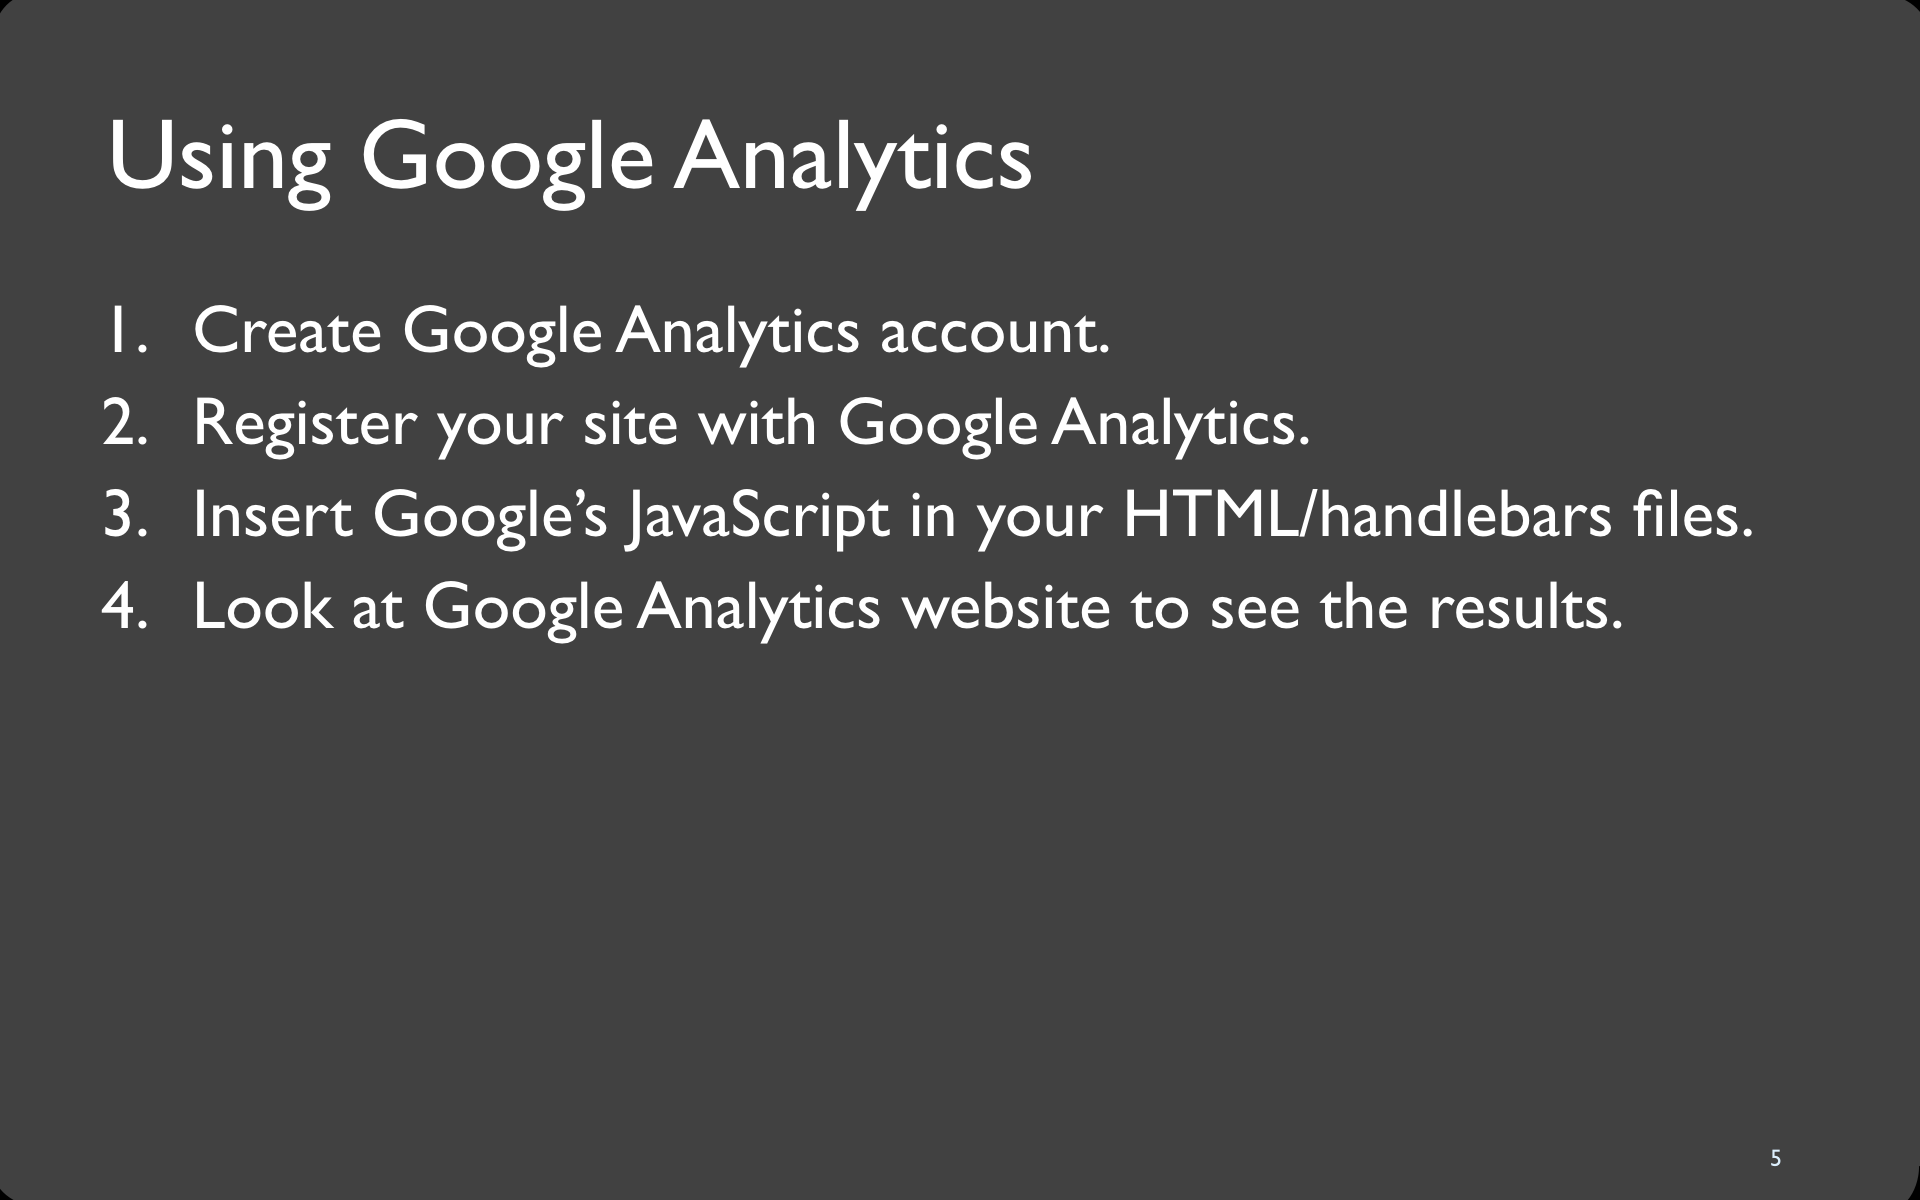 Using Google Analytics
1. Create Google Analytics account.
2. Register your site with Google Analytics.
3. Insert Google’s JavaScript in your HTML/handlebars files.
4. Look at Google Analytics website to see the results.
5